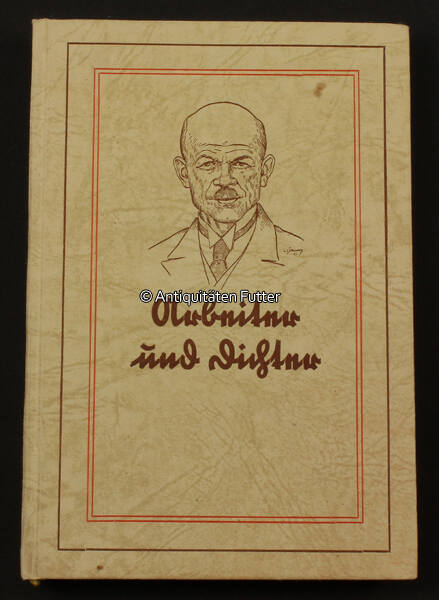 © Antiquitäten Futter
Arbeiter
und Dichter